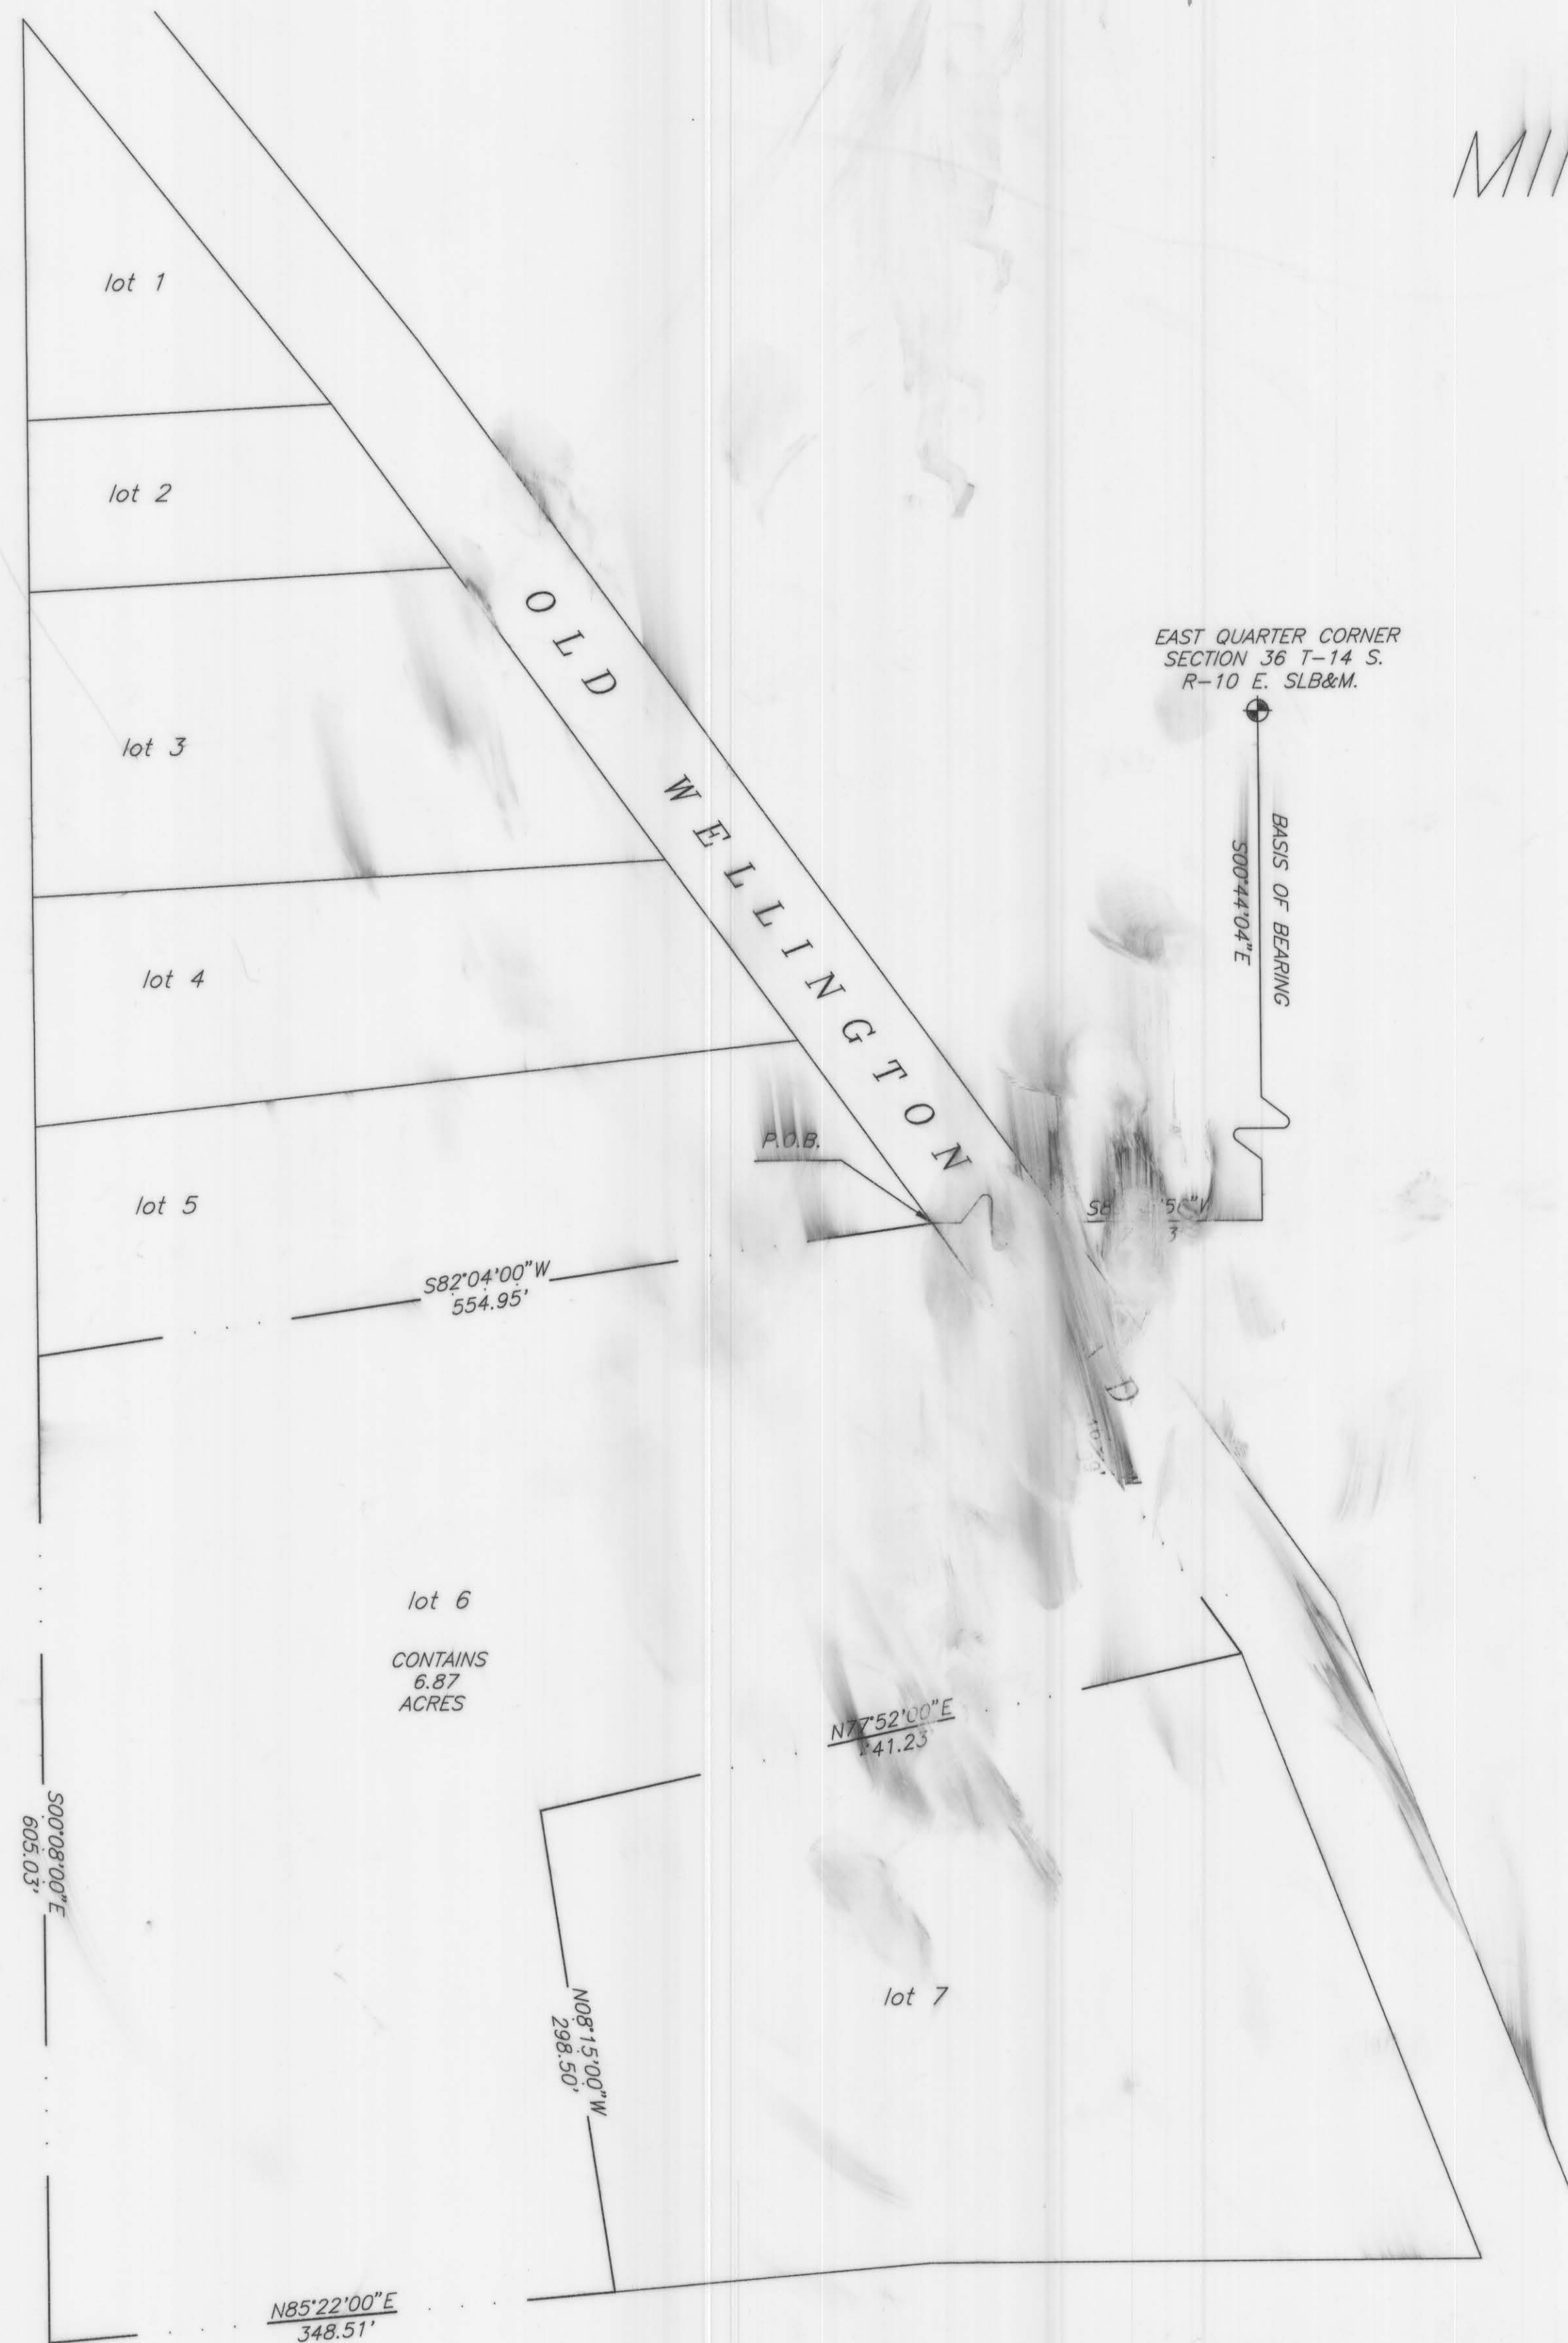 MI
lot 1
lot 2
OLD WELLINGTON
EAST QUARTER CORNER
SECTION 36 T-14 S.
R-10 E. SLB&M.
lot 3
BASIS OF BEARING
S00°44'04"E
lot 4
P.O.B.
lot 5
S82°04'00"W
554.95'
lot 6
CONTAINS
6.87
ACRES
N77°52'00"E
S00°08'00"E
605.03'
N08°15'00"W
298.50'
lot 7
N85°22'00"E
348.51'